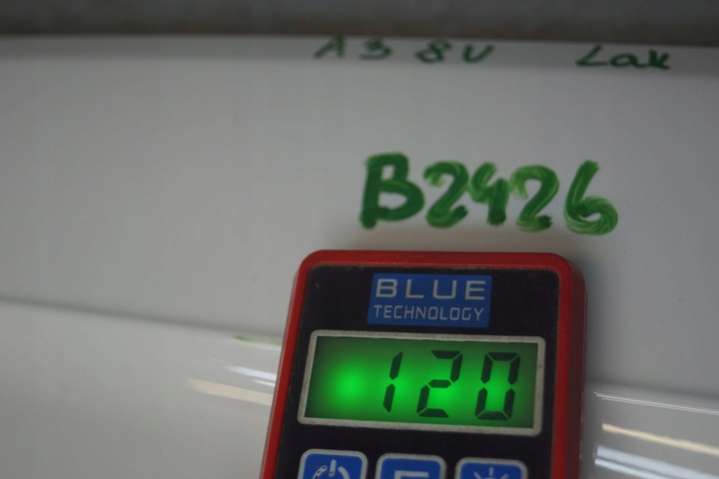 A3 8V Lak
B2426
BLUE
TECHNOLOGY
120